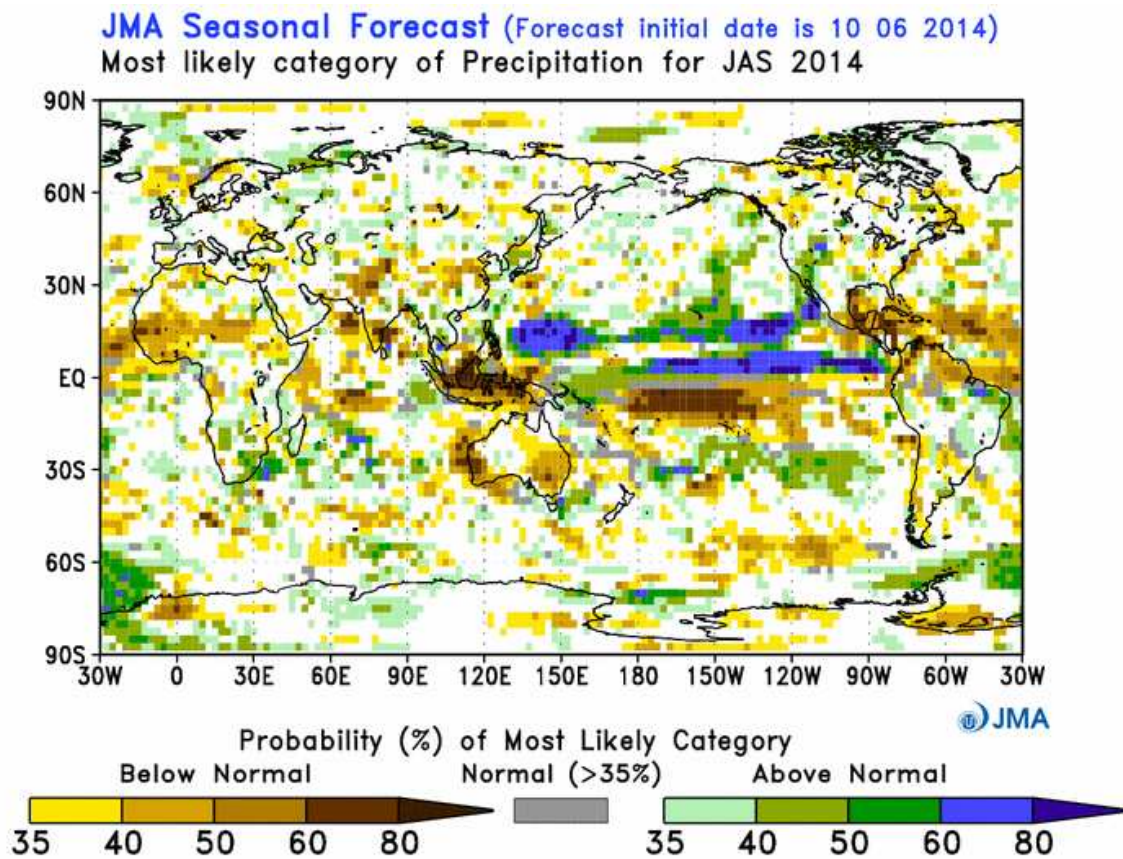 JMA Seasonal Forecast (Forecast initial date is 10 06 2014)
Most likely category of Precipitation for JAS 2014
90N
60N
30N
EQ
30S
60S
90S
30W 0 30E 60E 90E 120E 150E 180 150W 120W 90W 60W 30W
JMA
Probability (%) of Most Likely Category
Below Normal Normal (>35%) Above Normal
35 40 50 60 80 35 40 50 60 80